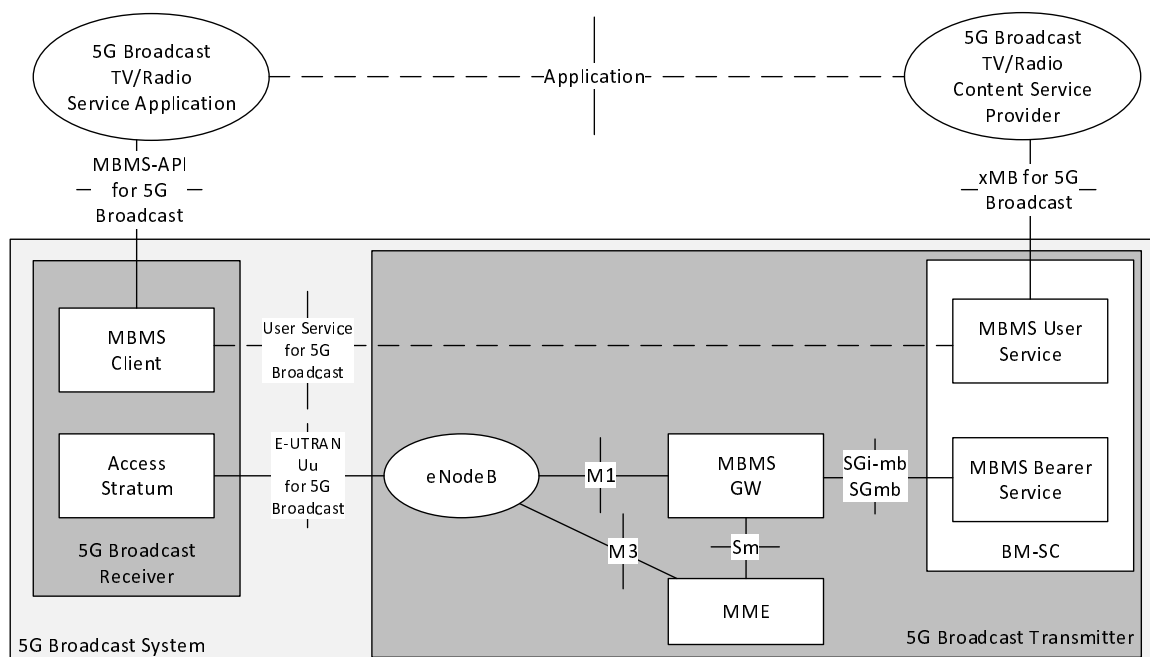 5G Broadcast
TV/Radio
Service Application
Application
5G Broadcast
TV/Radio
Content Service
Provider
MBMS-API
for 5G
Broadcast
xMB for 5G
Broadcast
MBMS
Client
User Service
for 5G
Broadcast
MBMS User
Service
Access
Stratum
E-UTRAN
Uu
for 5G
Broadcast
eNodeB
M1
MBMS
GW
SGi-mb
SGmb
MBMS Bearer
Service
5G Broadcast
Receiver
M3
Sm
BM-SC
MME
5G Broadcast System
5G Broadcast Transmitter